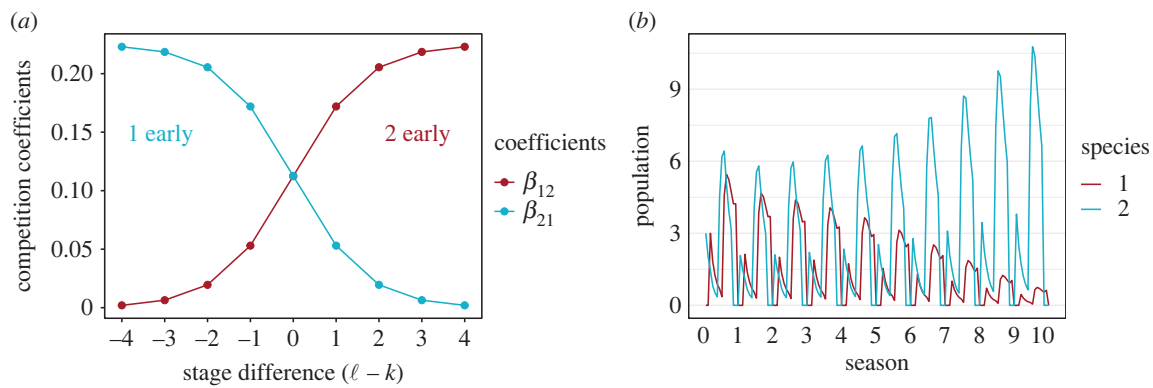 (a)
0.20
0.15
0.10
0.05
0
competition coefficients
1 early
2 early
–4 –3 –2 –1 0 1 2 3 4
stage difference (ℓ – k)
coefficients
β12
β21
(b)
9
6
3
0
population
0 1 2 3 4 5 6 7 8 9 10
season
species
1
2